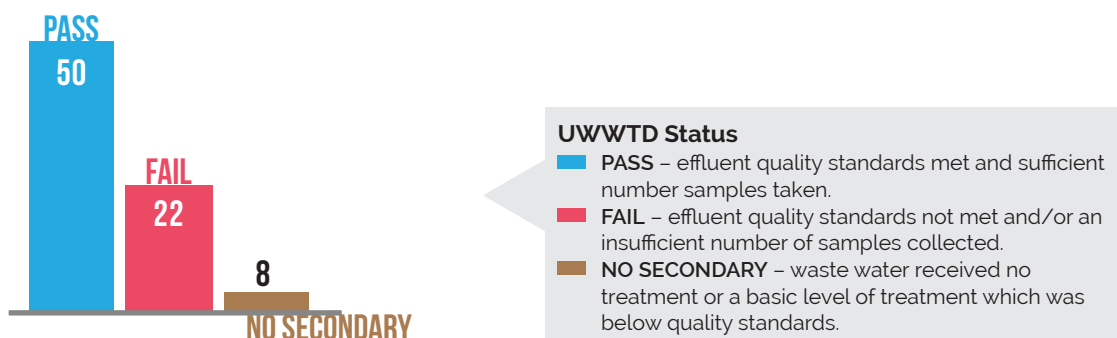 PASS
50
FAIL
22
8
NO SECONDARY
UWWTD Status
PASS – effluent quality standards met and sufficient
number samples taken.
FAIL – effluent quality standards not met and/or an
insufficient number of samples collected.
NO SECONDARY – waste water received no
treatment or a basic level of treatment which was
below quality standards.